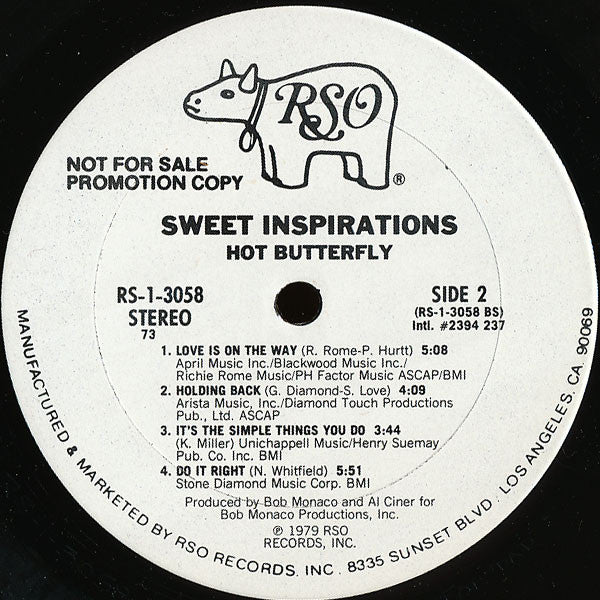 RSO
®
NOT FOR SALE
PROMOTION COPY
SWEET INSPIRATIONS
HOT BUTTERFLY
RS-1-3058
STEREO
73
SIDE 2
(RS-1-3058 BS)
Intl. #2394 237
1. LOVE IS ON THE WAY (R. Rome-P. Hurtt) 5:08
April Music Inc./Blackwood Music Inc./
Richie Rome Music/PH Factor Music ASCAP/BMI
2. HOLDING BACK (G. Diamond-S. Love) 4:09
Arista Music, Inc./Diamond Touch Productions
Pub., Ltd. ASCAP
3. IT'S THE SIMPLE THINGS YOU DO 3:44
(K. Miller) Unichappell Music/Henry Suemay
Pub. Co. Inc. BMI
4. DO IT RIGHT (N. Whitfield) 5:51
Stone Diamond Music Corp. BMI
Produced by Bob Monaco and Al Ciner for
Bob Monaco Productions, Inc.
℗ 1979 RSO
RECORDS, INC.
MANUFACTURED & MARKETED BY RSO RECORDS, INC. 8335 SUNSET BLVD. LOS ANGELES, CA 90069